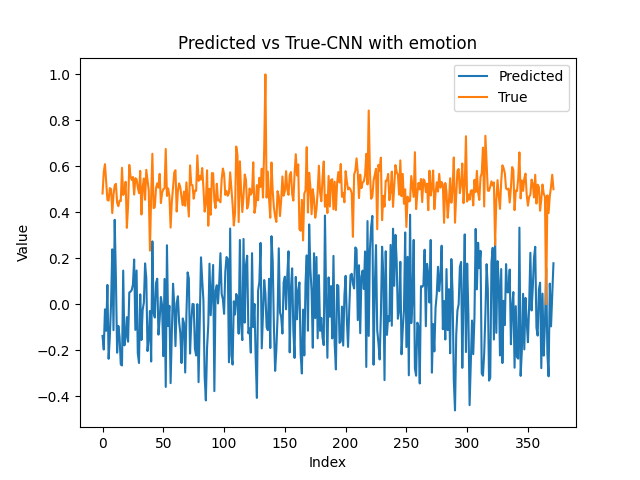 Predicted vs True-CNN with emotion
Predicted
True
Value
1.0
0.8
0.6
0.4
0.2
0.0
−0.2
−0.4
0 50 100 150 200 250 300 350
Index